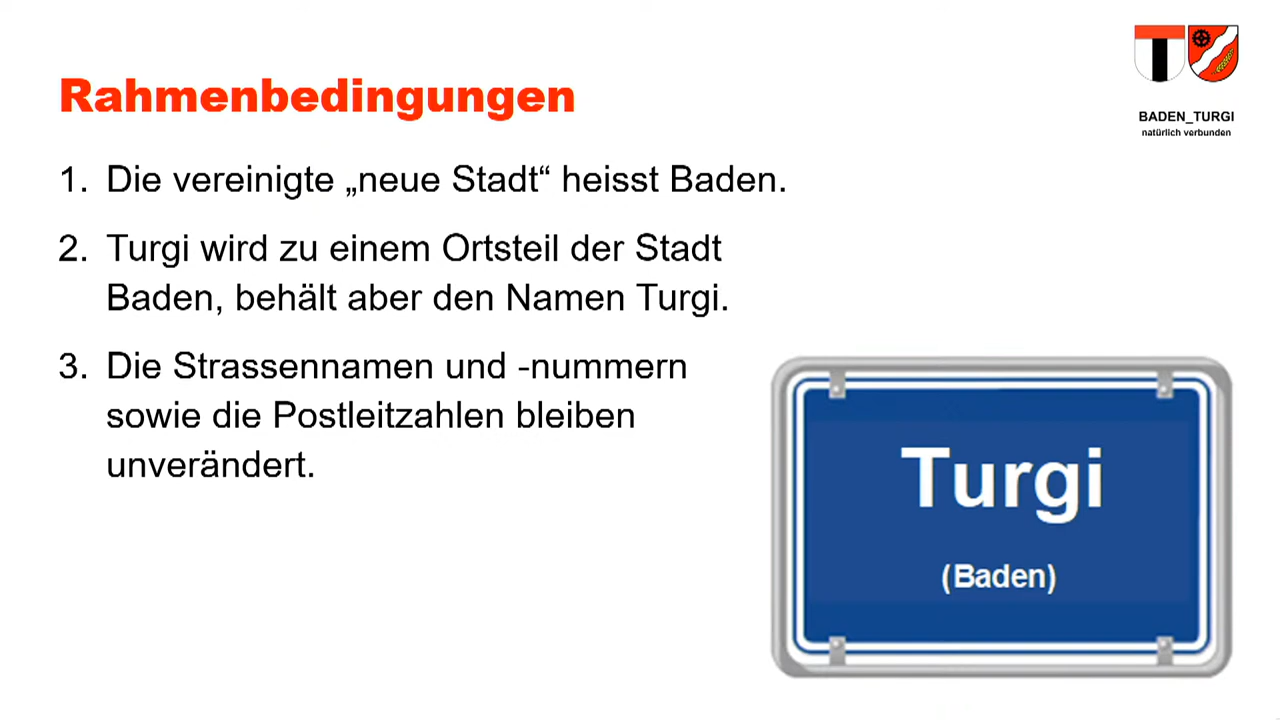 BADEN_TURGI
natürlich verbunden
Rahmenbedingungen
1. Die vereinigte „neue Stadt“ heisst Baden.
2. Turgi wird zu einem Ortsteil der Stadt
Baden, behält aber den Namen Turgi.
3. Die Strassennamen und -nummern
sowie die Postleitzahlen bleiben
unverändert.
Turgi
(Baden)